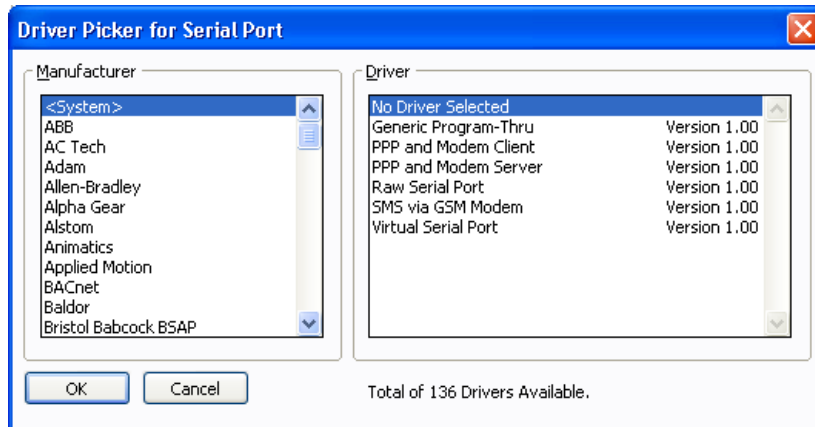 Driver Picker for Serial Port
Manufacturer
<System>
ABB
AC Tech
Adam
Allen-Bradley
Alpha Gear
Alstom
Animatics
Applied Motion
BACnet
Baldor
Bristol Babcock BSAP
Driver
No Driver Selected
Generic Program-Thru Version 1.00
PPP and Modem Client Version 1.00
PPP and Modem Server Version 1.00
Raw Serial Port Version 1.00
SMS via GSM Modem Version 1.00
Virtual Serial Port Version 1.00
OK Cancel Total of 136 Drivers Available.